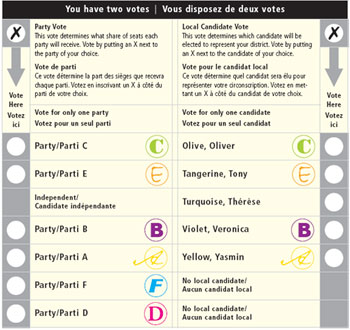 You have two votes | Vous disposez de deux votes
X
Party Vote
This vote determines what share of seats each
party will receive. Vote by putting an X next to
the party of your choice.
Vote de parti
Ce vote détermine la part des sièges que recevra
chaque parti. Votez en inscrivant un X à côté du
parti de votre choix.
Vote for only one party
Votez pour un seul parti
Local Candidate Vote
This vote determines which candidate will be
elected to represent your district. Vote by putting
an X next to the candidate of your choice.
Vote pour le candidat local
Ce vote détermine quel candidat sera élu pour
représenter votre circonscription. Votez en met-
tant un X à côté du candidat de votre choix.
Vote for only one candidate
Votez pour un seul candidat
X
Vote
Here
Votez
ici
Vote
Here
Votez
ici
Party/Parti C C Olive, Oliver C
Party/Parti E E Tangerine, Tony E
Independent/
Candidate indépendante
Turquoise, Thérèse
Party/Parti B B Violet, Veronica B
Party/Parti A A Yellow, Yasmin A
Party/Parti F F
No local candidate/
Aucun candidat local
Party/Parti D D
No local candidate/
Aucun candidat local